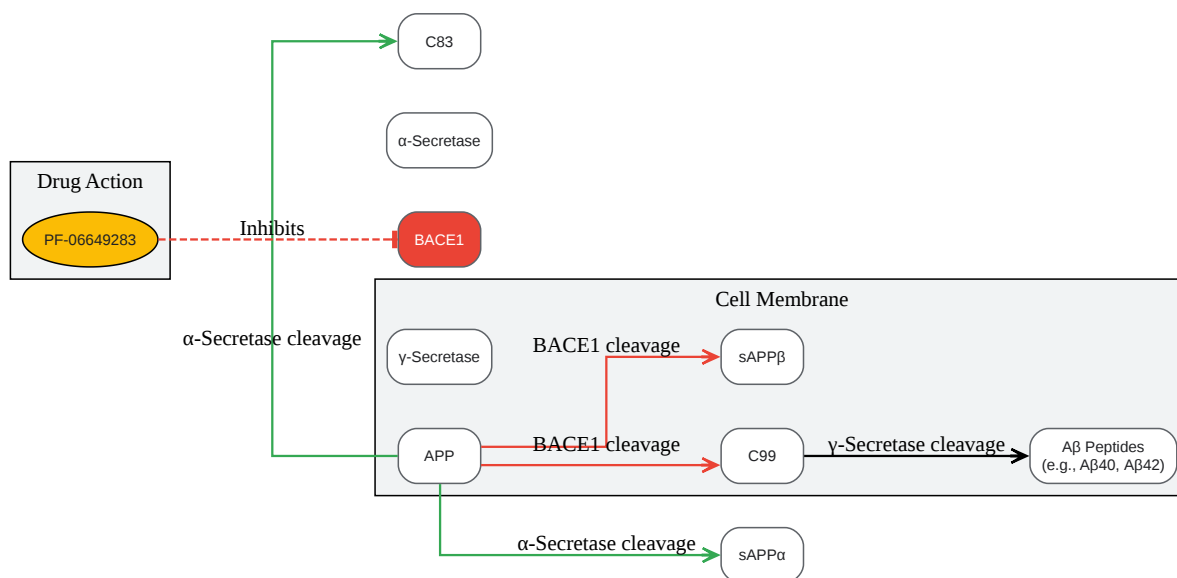 C83
α-Secretase
Drug Action
PF-06649283
Inhibits
BACE1
Cell Membrane
α-Secretase cleavage
γ-Secretase
BACE1 cleavage
sAPPβ
APP
BACE1 cleavage
C99
γ-Secretase cleavage
Aβ Peptides
(e.g., Aβ40, Aβ42)
α-Secretase cleavage
sAPPα